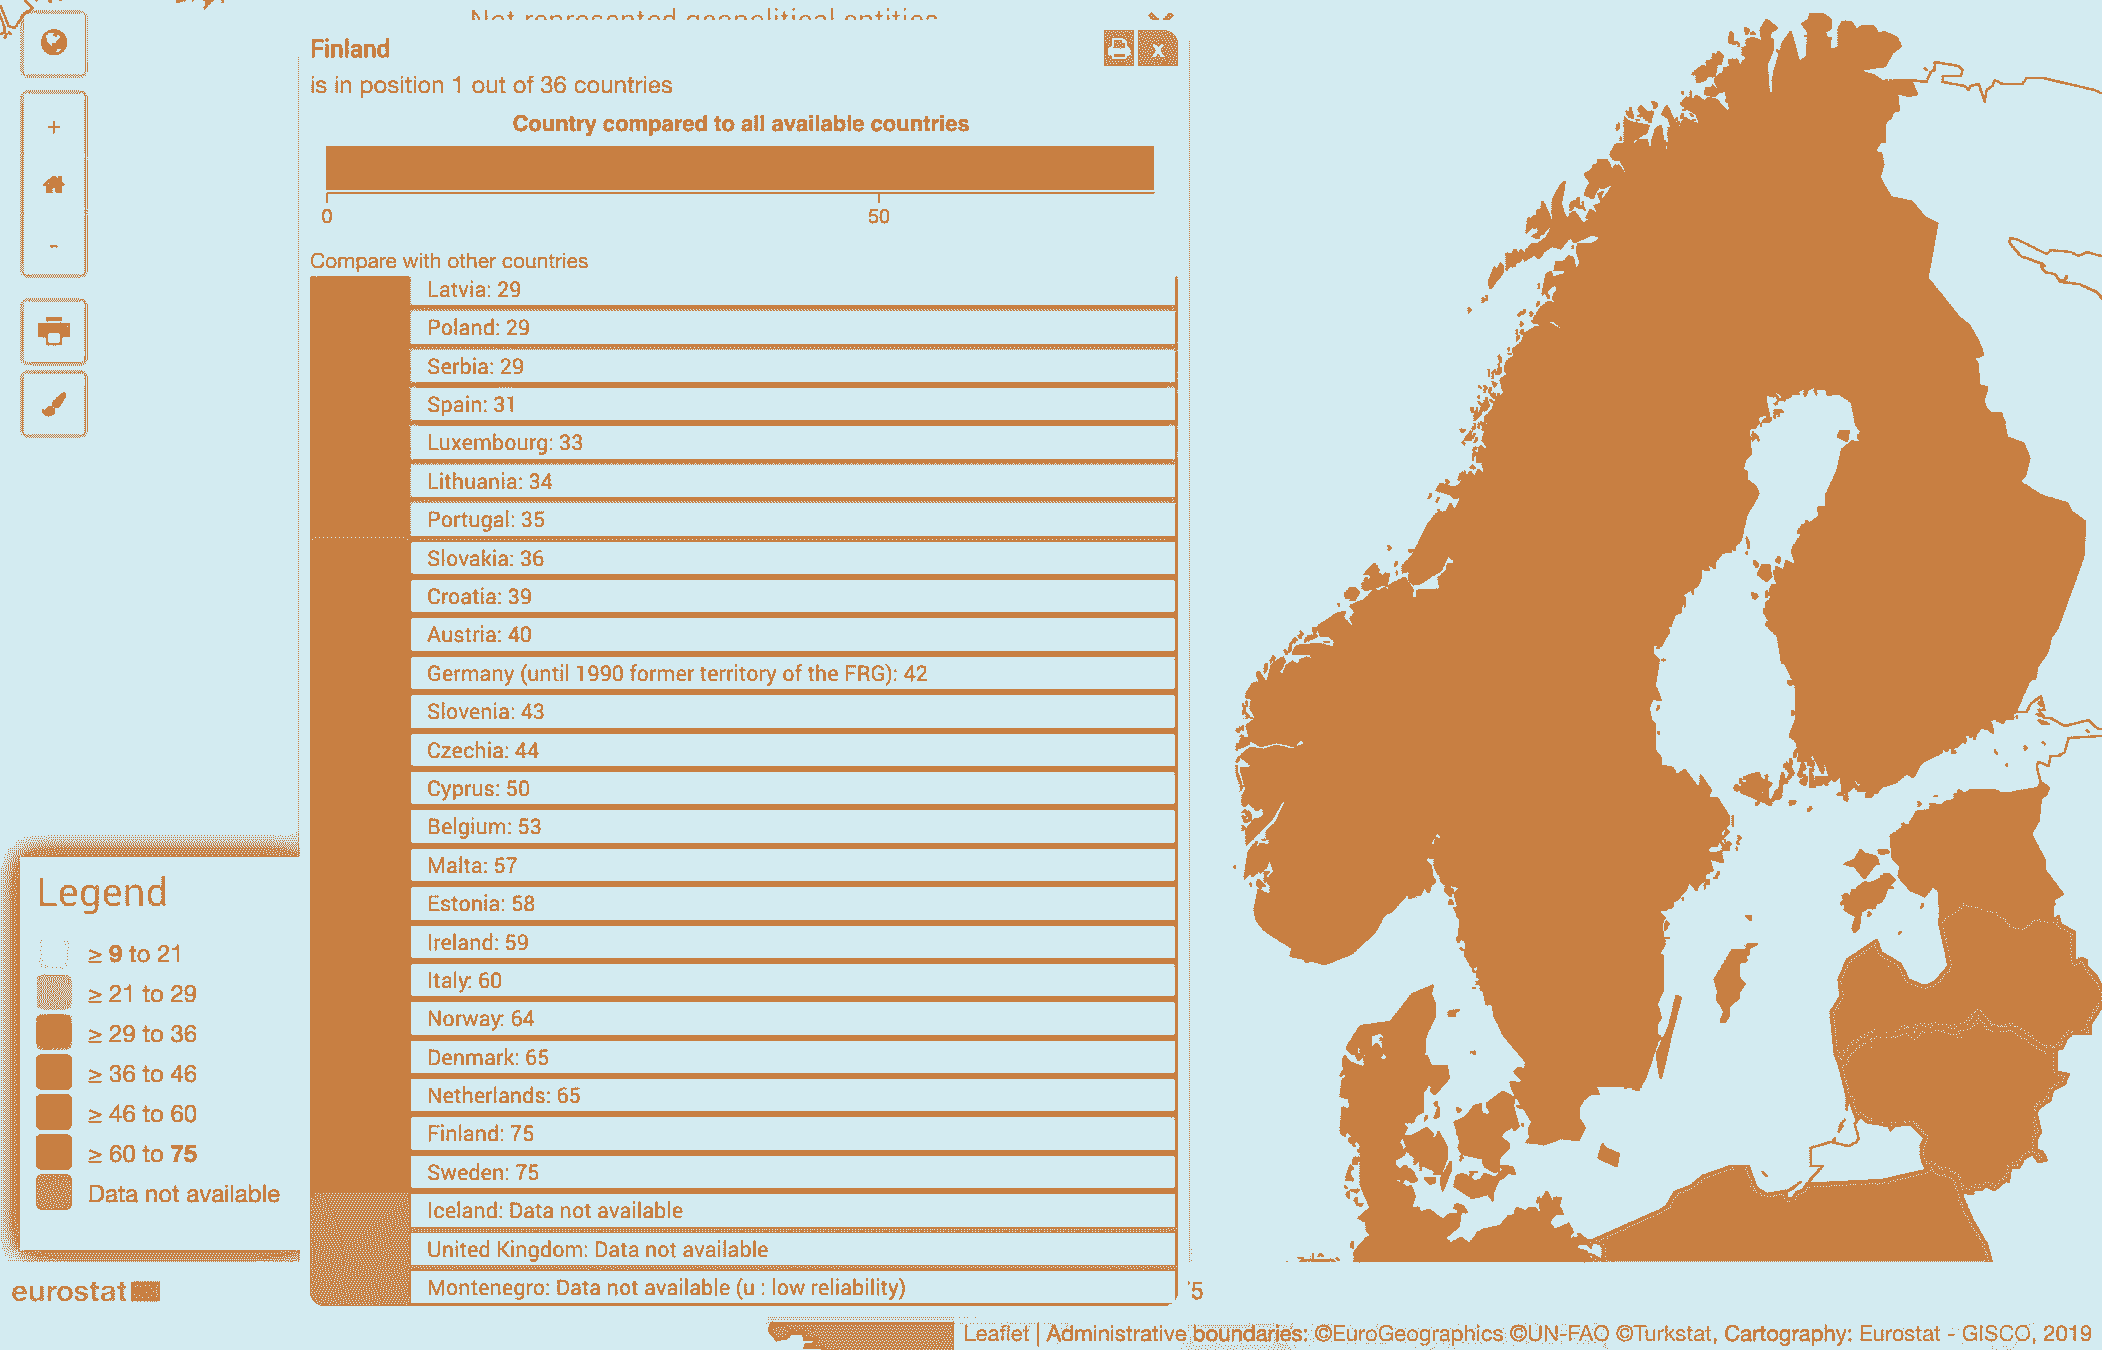 Not represented geopolitical entities
Finland
x
is in position 1 out of 36 countries
Country compared to all available countries
0
50
Compare with other countries
Latvia: 29
Poland: 29
Serbia: 29
Spain: 31
Luxembourg: 33
Lithuania: 34
Portugal: 35
Slovakia: 36
Croatia: 39
Austria: 40
Germany (until 1990 former territory of the FRG): 42
Slovenia: 43
Czechia: 44
Cyprus: 50
Belgium: 53
Malta: 57
Estonia: 58
Ireland: 59
Italy: 60
Norway: 64
Denmark: 65
Netherlands: 65
Finland: 75
Sweden: 75
Iceland: Data not available
United Kingdom: Data not available
Montenegro: Data not available (u : low reliability)
+
-
Legend
≥ 9 to 21
≥ 21 to 29
≥ 29 to 36
≥ 36 to 46
≥ 46 to 60
≥ 60 to 75
Data not available
eurostat
5
Leaflet | Administrative boundaries: ©EuroGeographics ©UN-FAO ©Turkstat, Cartography: Eurostat - GISCO, 2019